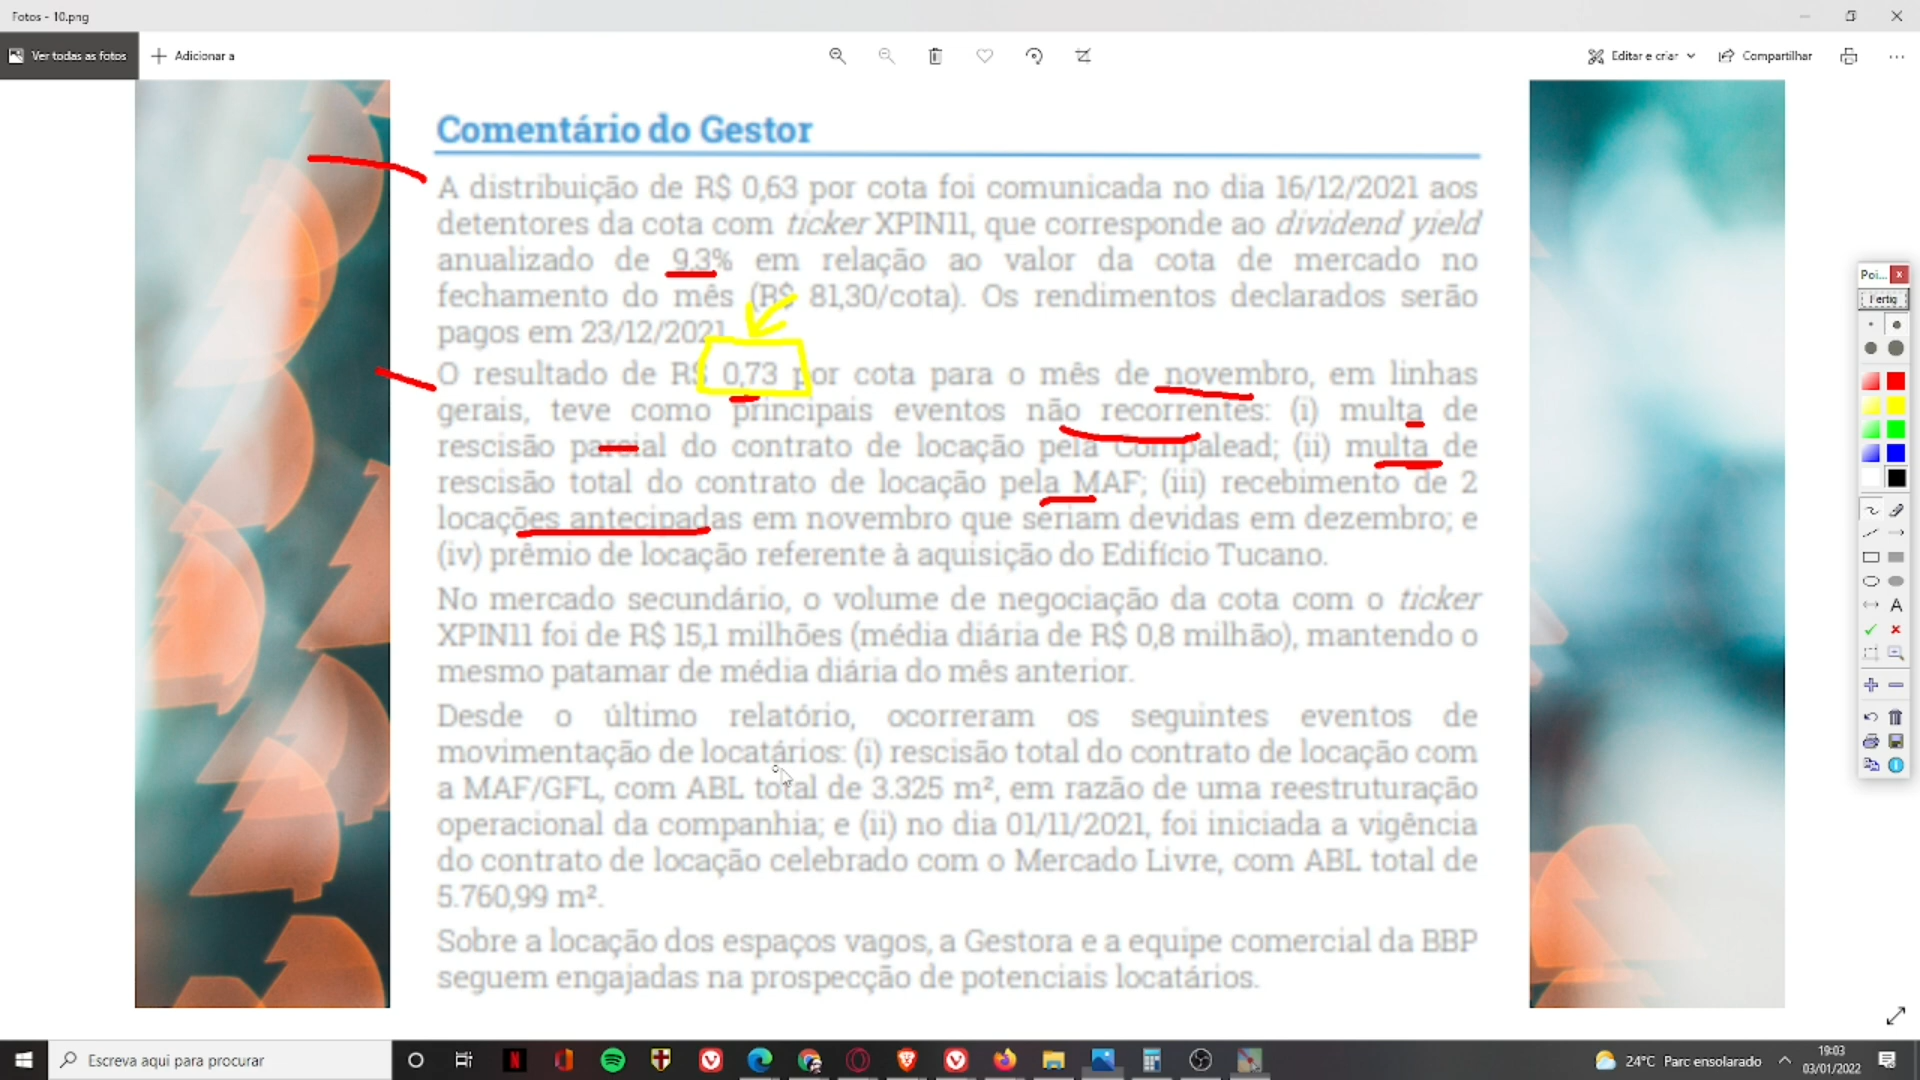 Fotos - 10.png
Ver todas as fotos
Adicionar a
Editar e criar
Compartilhar
Comentário do Gestor
A distribuição de R$ 0,63 por cota foi comunicada no dia 16/12/2021 aos
detentores da cota com ticker XPIN11, que corresponde ao dividend yield
anualizado de 9,3% em relação ao valor da cota de mercado no
fechamento do mês (R$ 81,30/cota). Os rendimentos declarados serão
pagos em 23/12/2021
O resultado de R$ 0,73 por cota para o mês de novembro, em linhas
gerais, teve como principais eventos não recorrentes: (i) multa de
rescisão parcial do contrato de locação pela Compalead; (ii) multa de
rescisão total do contrato de locação pela MAF; (iii) recebimento de 2
locações antecipadas em novembro que seriam devidas em dezembro; e
(iv) prêmio de locação referente à aquisição do Edifício Tucano.
No mercado secundário, o volume de negociação da cota com o ticker
XPIN11 foi de R$ 15,1 milhões (média diária de R$ 0,8 milhão), mantendo o
mesmo patamar de média diária do mês anterior.
Desde o último relatório, ocorreram os seguintes eventos de
movimentação de locatários: (i) rescisão total do contrato de locação com
a MAF/GFL, com ABL total de 3.325 m², em razão de uma reestruturação
operacional da companhia; e (ii) no dia 01/11/2021, foi iniciada a vigência
do contrato de locação celebrado com o Mercado Livre, com ABL total de
5.760,99 m².
Sobre a locação dos espaços vagos, a Gestora e a equipe comercial da BBP
seguem engajadas na prospecção de potenciais locatários.
Poi...
Fertig
A
Escreva aqui para procurar
24°C Parc ensolarado
19:03
03/01/2022